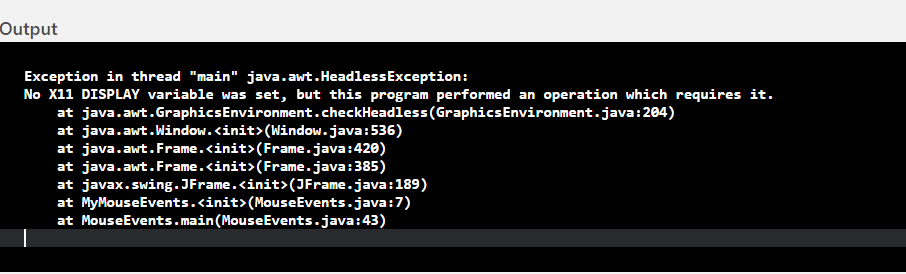 Output
Exception in thread "main" java.awt.HeadlessException:
No X11 DISPLAY variable was set, but this program performed an operation which requires it.
at java.awt.GraphicsEnvironment.checkHeadless(GraphicsEnvironment.java:204)
at java.awt.Window.<init>(Window.java:536)
at java.awt.Frame.<init>(Frame.java:420)
at java.awt.Frame.<init>(Frame.java:385)
at javax.swing.JFrame.<init>(JFrame.java:189)
at MyMouseEvents.<init>(MouseEvents.java:7)
at MouseEvents.main(MouseEvents.java:43)